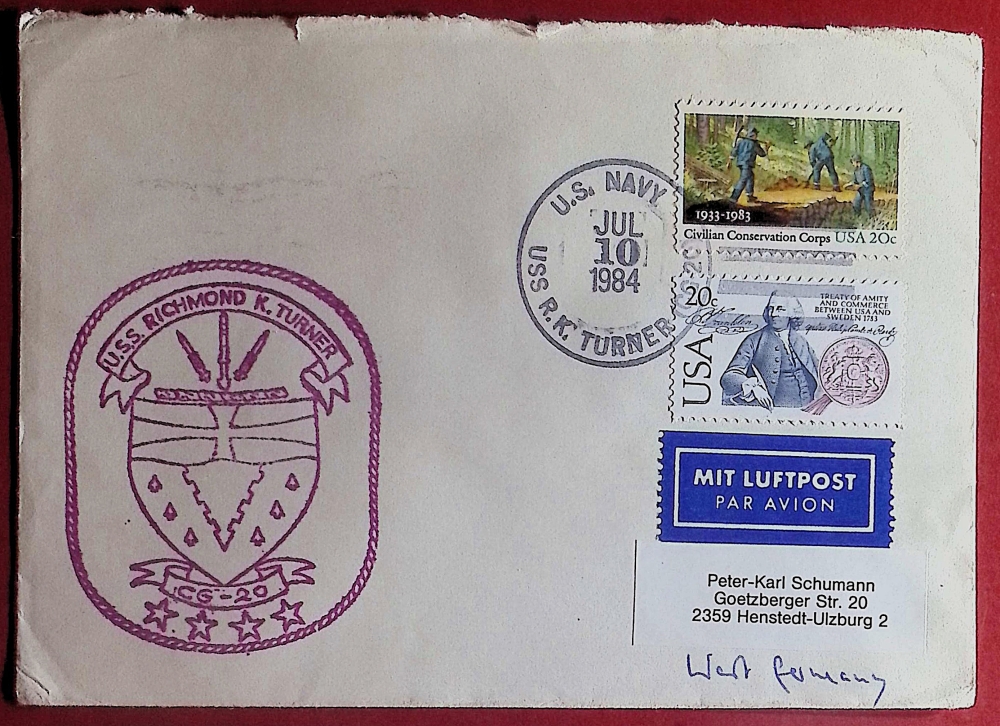 U.S. NAVY
JUL
10
1984
USS R.K. TURNER
1933-1983
Civilian Conservation Corps USA 20c
20c
TREATY OF AMITY
AND COMMERCE
BETWEEN USA AND
SWEDEN 1783
USA
MIT LUFTPOST
PAR AVION
U.S.S. RICHMOND K. TURNER
CG-20
Peter-Karl Schumann
Goetzberger Str. 20
2359 Henstedt-Ulzburg 2
West Germany